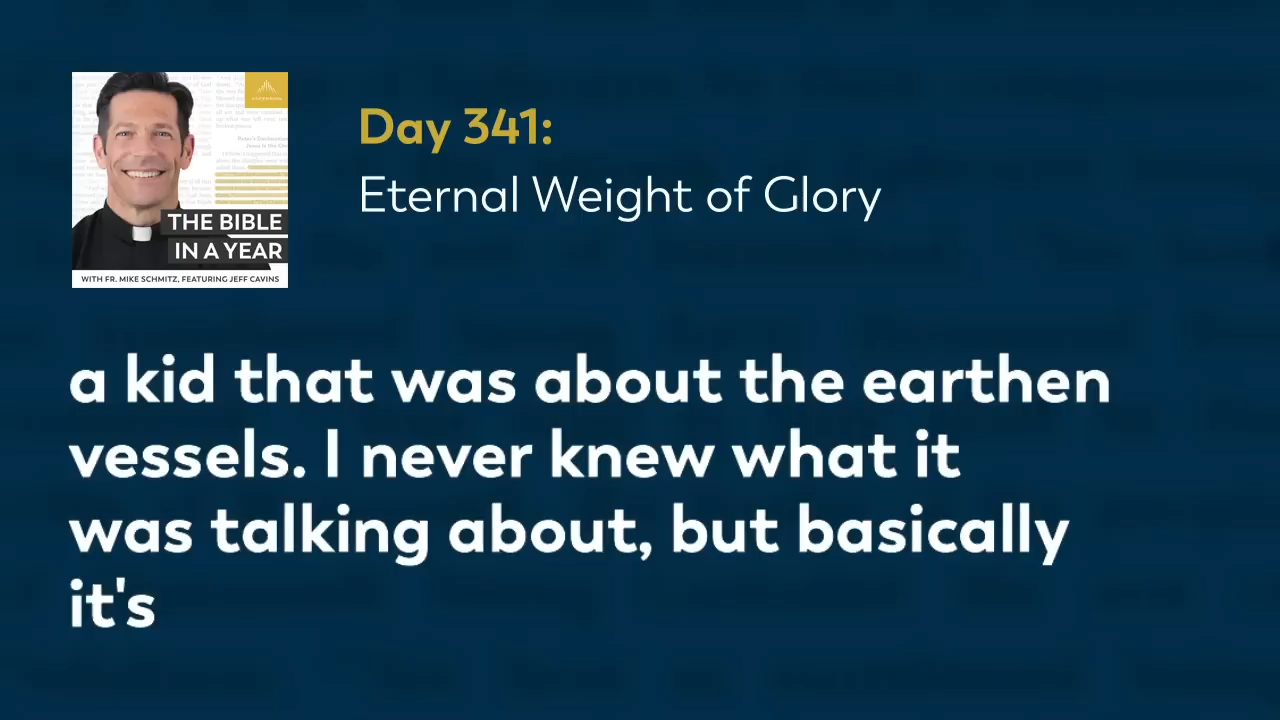 THE BIBLE
IN A YEAR
WITH FR. MIKE SCHMITZ, FEATURING JEFF CAVINS
Day 341:
Eternal Weight of Glory
a kid that was about the earthen
vessels. I never knew what it
was talking about, but basically
it's